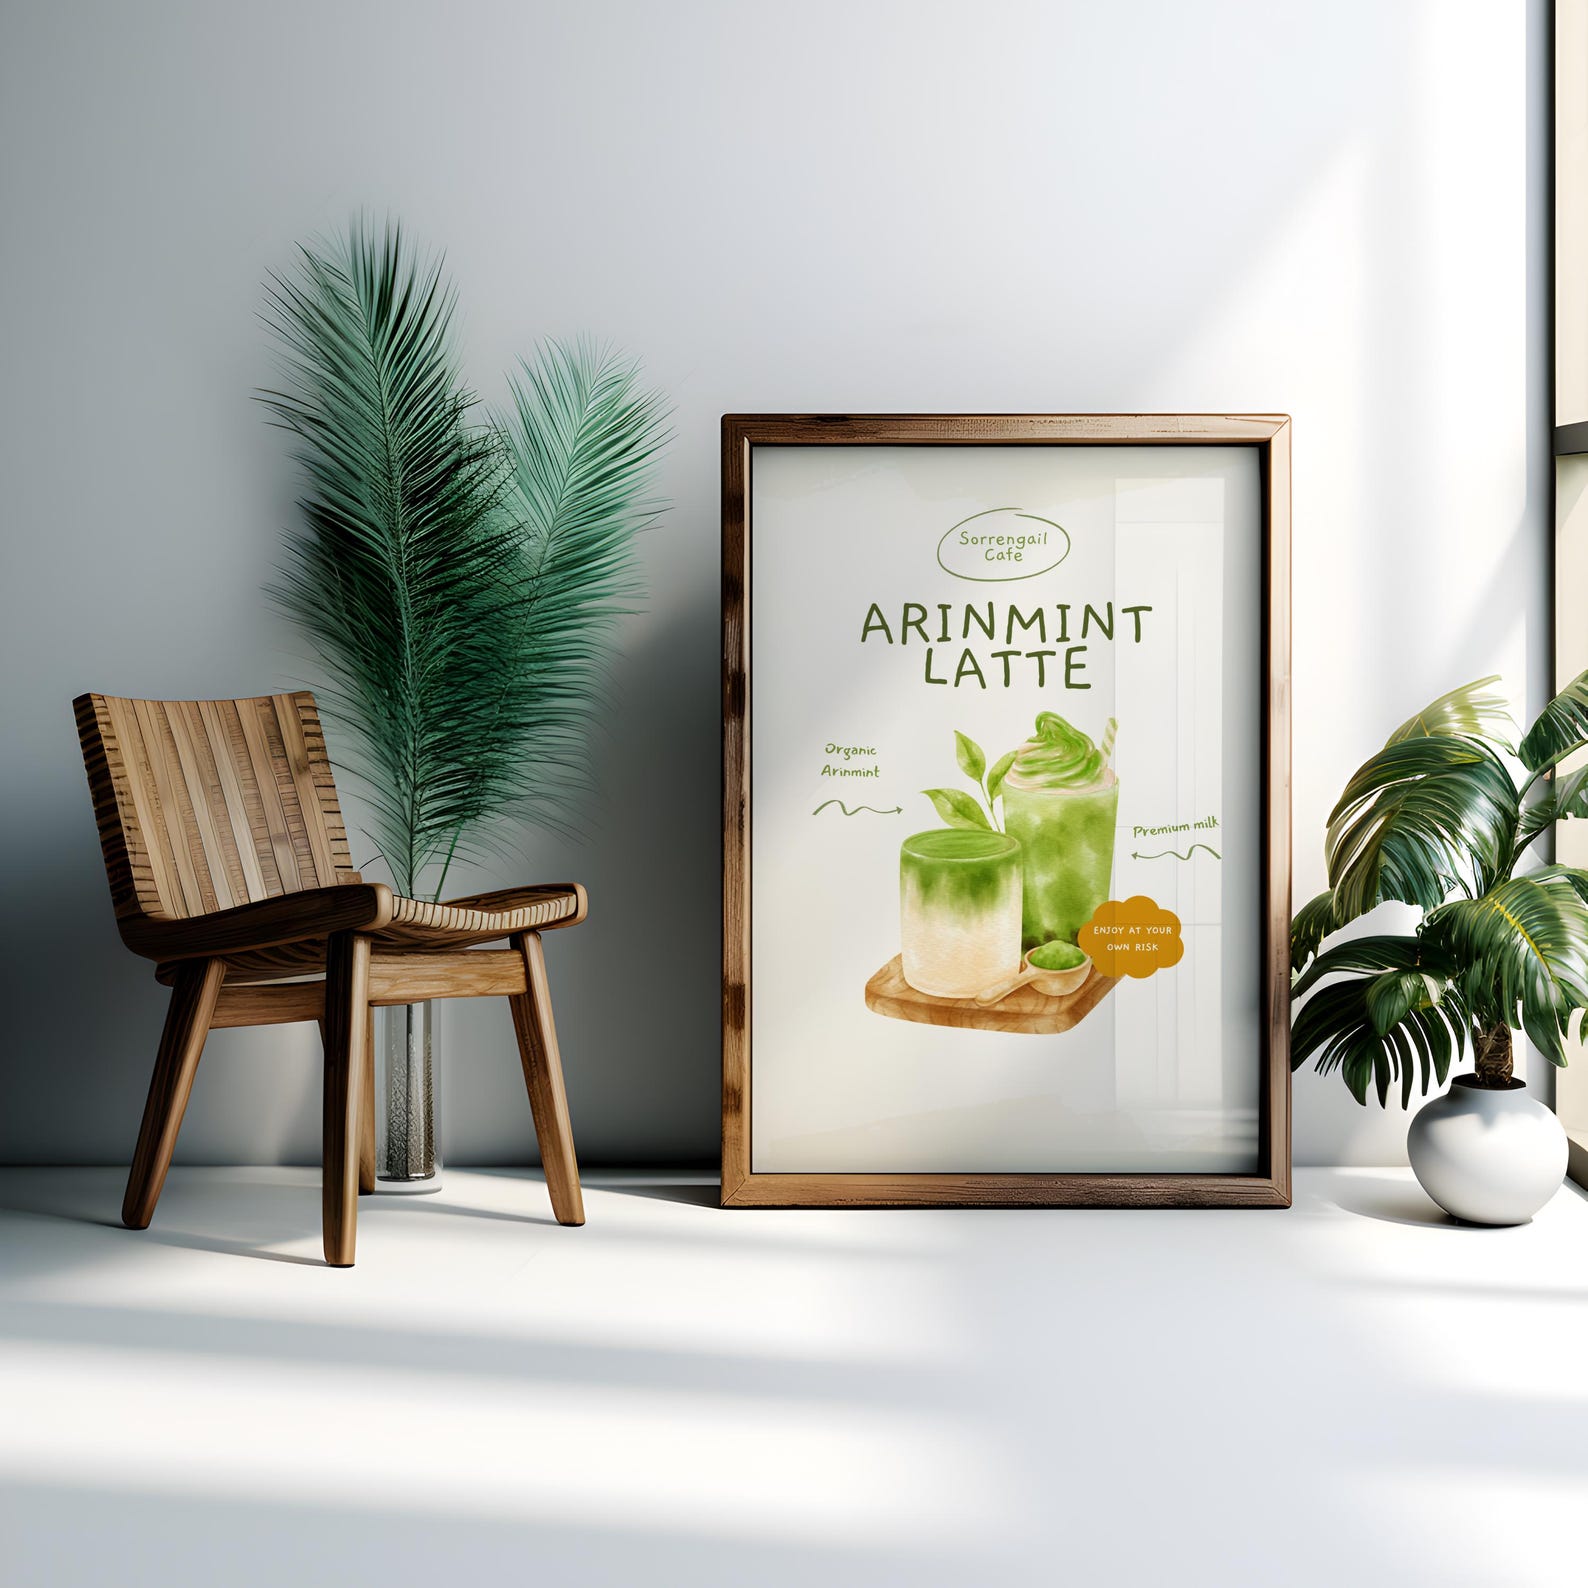 Sorrengail
Cafe
ARINMINT
LATTE
Organic
Arinmint
Premium milk
ENJOY AT YOUR
OWN RISK